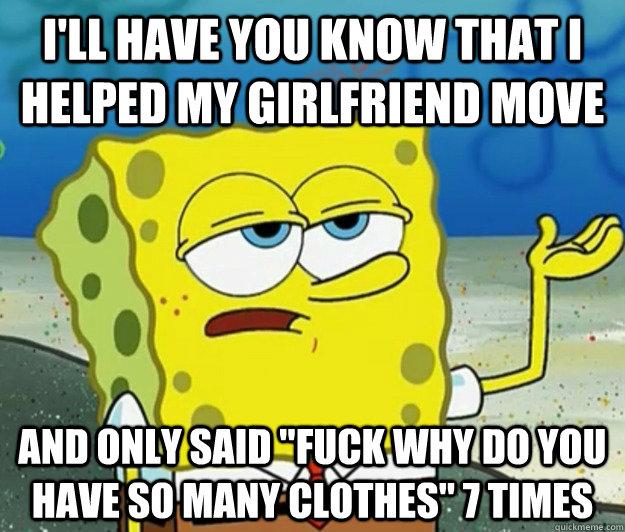 I'LL HAVE YOU KNOW THAT I
HELPED MY GIRLFRIEND MOVE
AND ONLY SAID "FUCK WHY DO YOU
HAVE SO MANY CLOTHES" 7 TIMES
quickmeme.com